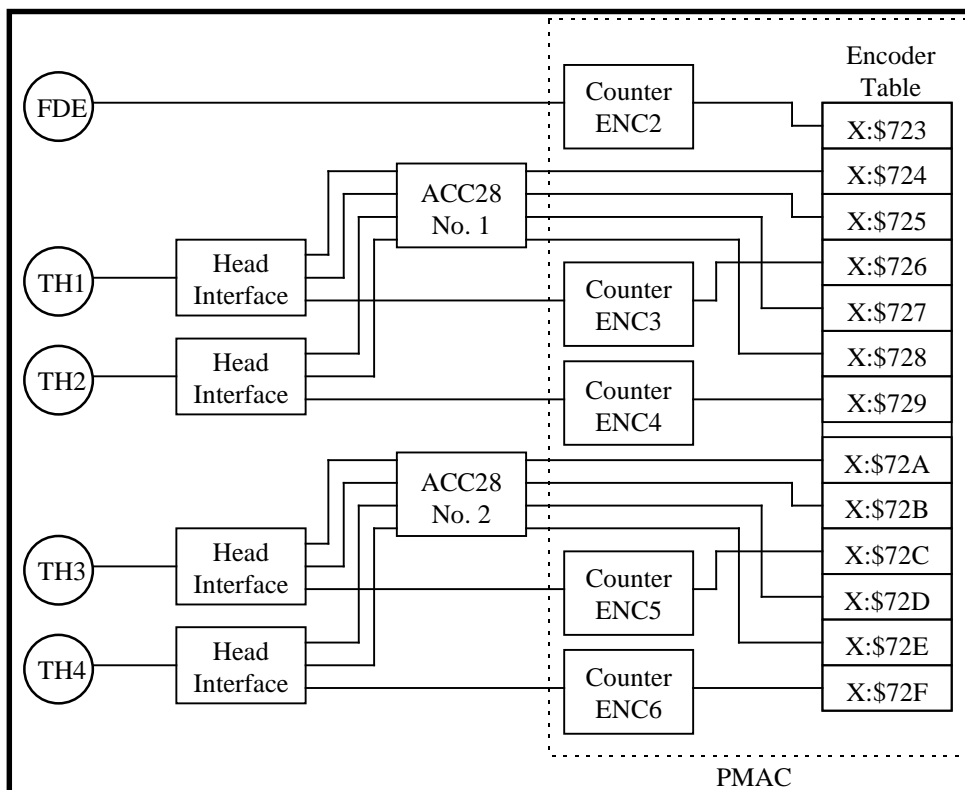 Encoder
Table
FDE
Counter
ENC2
X:$723
X:$724
ACC28
No. 1
X:$725
TH1
Head
Interface
Counter
ENC3
X:$726
X:$727
TH2
Head
Interface
Counter
ENC4
X:$728
X:$729
X:$72A
ACC28
No. 2
X:$72B
TH3
Head
Interface
Counter
ENC5
X:$72C
X:$72D
TH4
Head
Interface
Counter
ENC6
X:$72E
X:$72F
PMAC